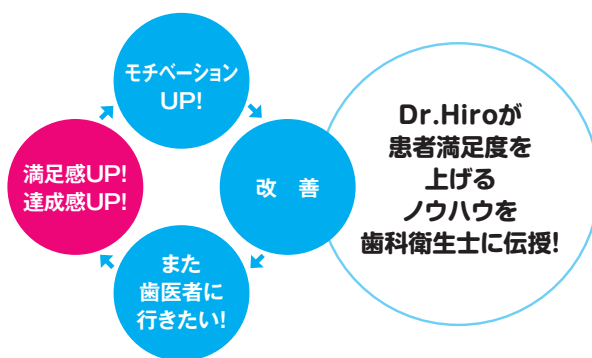 モチベーション
UP!
満足感UP!
達成感UP!
改　善
また
歯医者に
行きたい!
Dr.Hiroが
患者満足度を
上げる
ノウハウを
歯科衛生士に伝授!